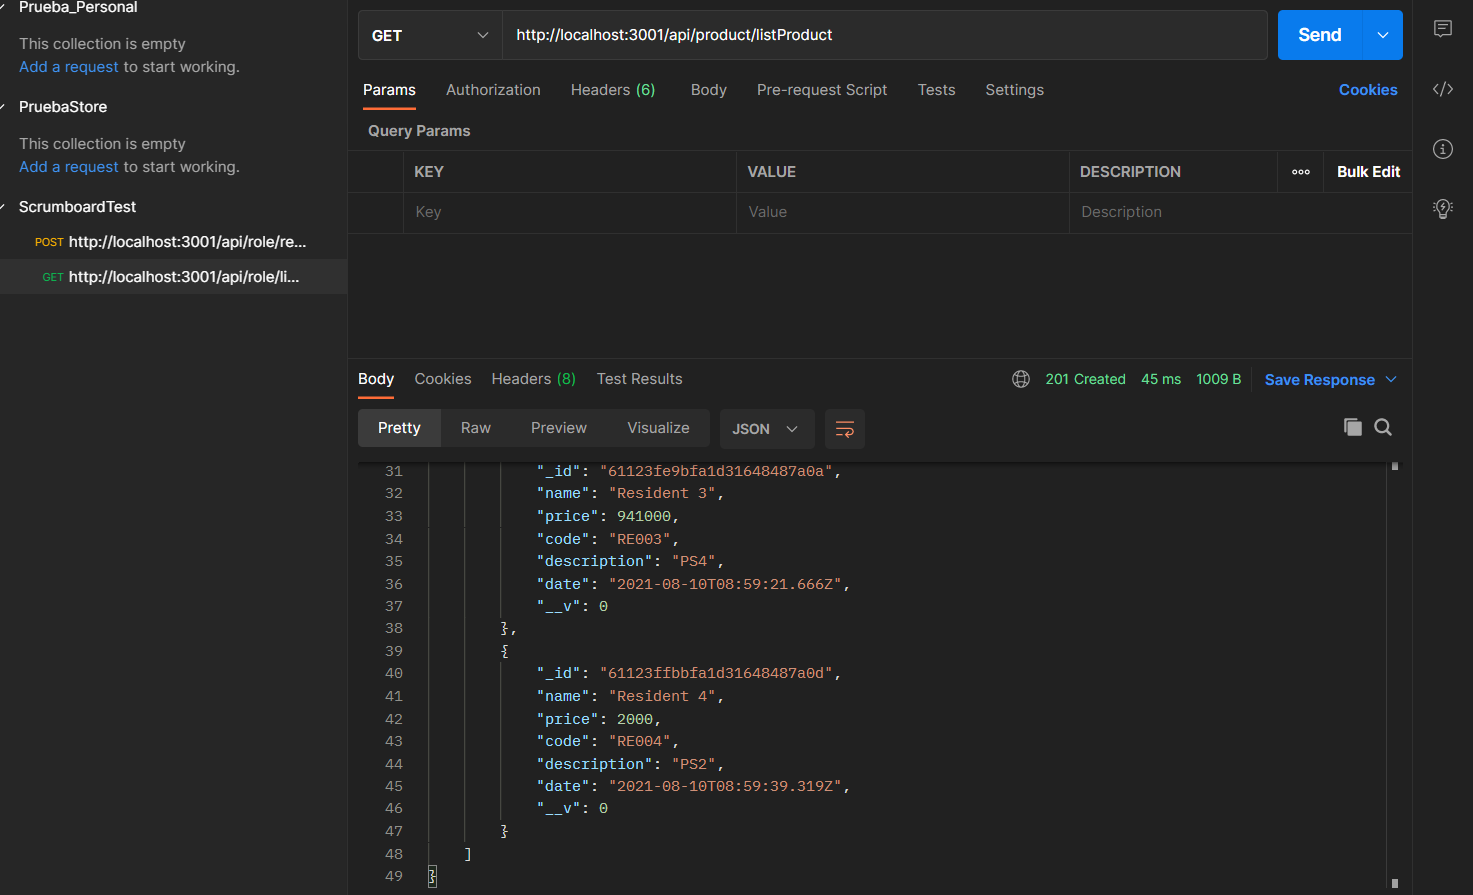 Prueba_Personal
This collection is empty
Add a request to start working.
PruebaStore
This collection is empty
Add a request to start working.
ScrumboardTest
POST http://localhost:3001/api/role/re...
GET http://localhost:3001/api/role/li...
GET http://localhost:3001/api/product/listProduct Send
Params Authorization Headers (6) Body Pre-request Script Tests Settings Cookies
Query Params
KEY VALUE DESCRIPTION ooo Bulk Edit
Key Value Description
Body Cookies Headers (8) Test Results 201 Created 45 ms 1009 B Save Response
Pretty Raw Preview Visualize JSON
31 "_id": "61123fe9bfa1d31648487a0a",
32 "name": "Resident 3",
33 "price": 941000,
34 "code": "RE003",
35 "description": "PS4",
36 "date": "2021-08-10T08:59:21.666Z",
37 "__v": 0
38 },
39 {
40 "_id": "61123ffbbfa1d31648487a0d",
41 "name": "Resident 4",
42 "price": 2000,
43 "code": "RE004",
44 "description": "PS2",
45 "date": "2021-08-10T08:59:39.319Z",
46 "__v": 0
47 }
48 ]
49 }